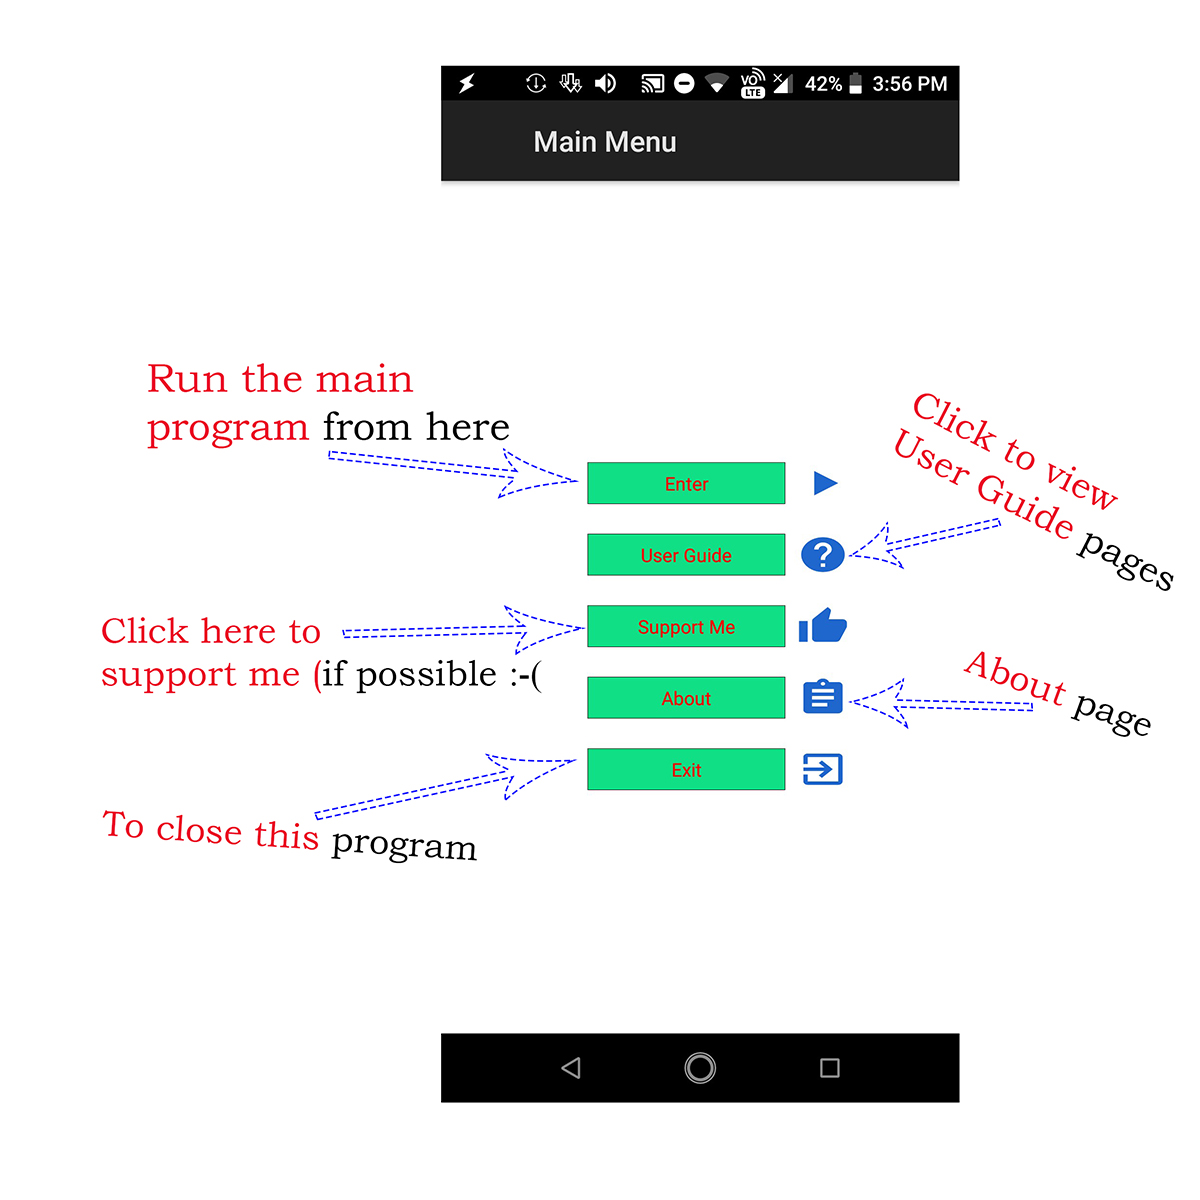 VO
LTE
42%
3:56 PM
Main Menu
Run the main
program from here
Click to view
User Guide pages
Enter
User Guide
?
Click here to
support me (if possible :-(
Support Me
About
About page
Exit
To close this program